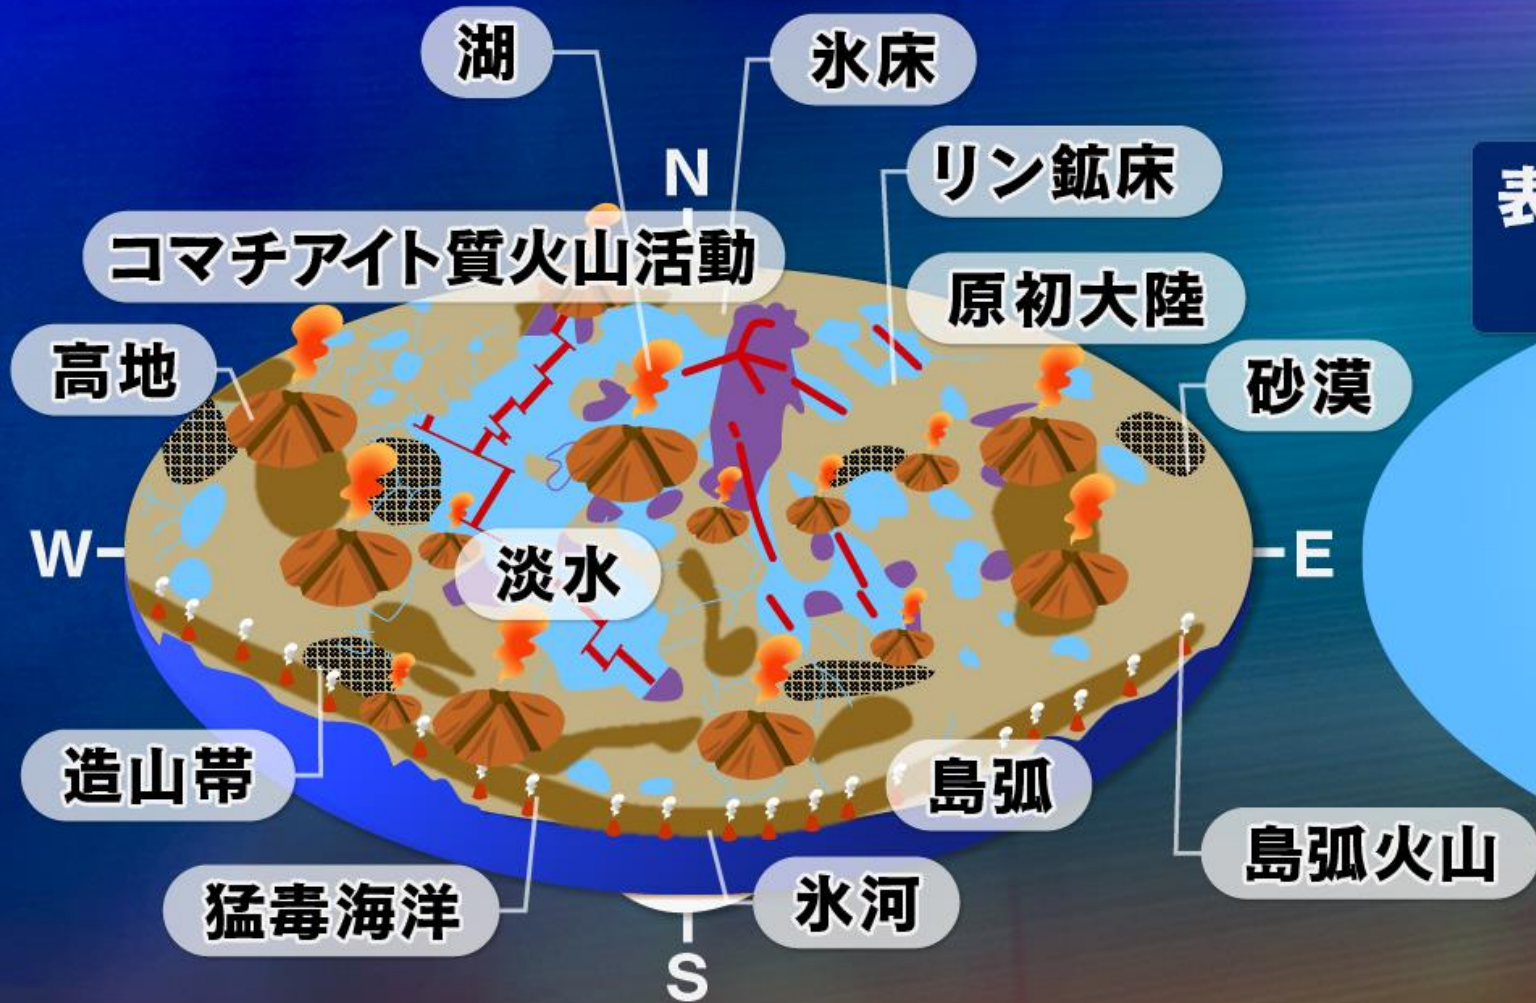 湖
氷床
N
リン鉱床
コマチアイト質火山活動
原初大陸
高地
砂漠
W
E
淡水
造山帯
島弧
島弧火山
猛毒海洋
氷河
S